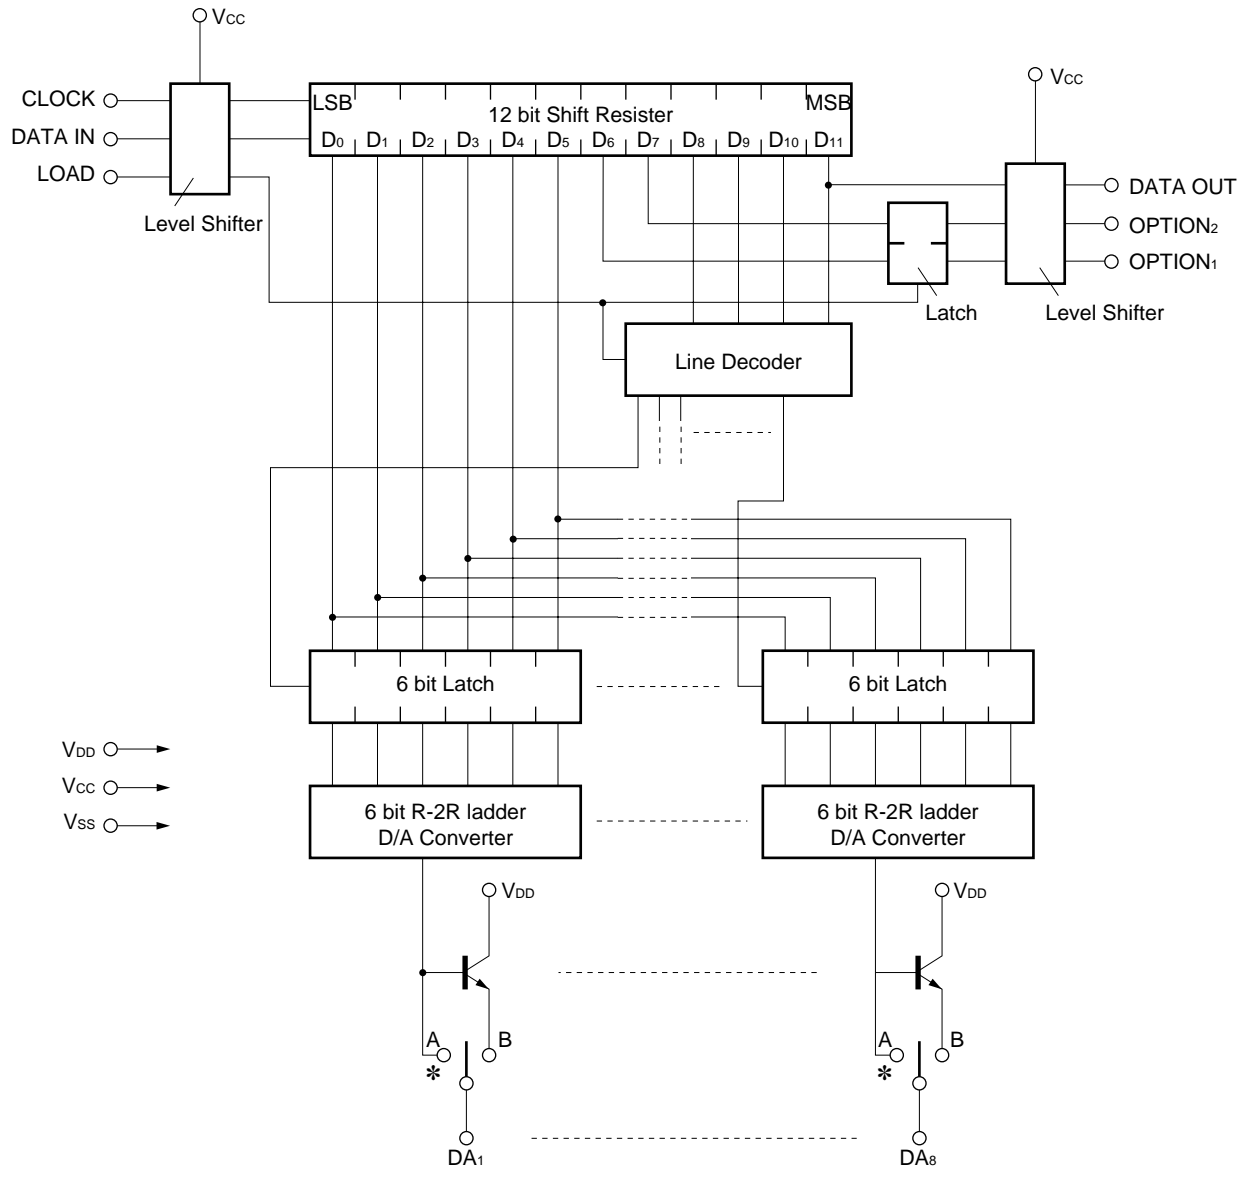 VCC
CLOCK
DATA IN
LOAD
Level Shifter
LSB
MSB
12 bit Shift Resister
D0 D1 D2 D3 D4 D5 D6 D7 D8 D9 D10 D11
VCC
DATA OUT
OPTION2
OPTION1
Latch
Level Shifter
Line Decoder
6 bit Latch
6 bit Latch
VDD
VCC
VSS
6 bit R-2R ladder
D/A Converter
6 bit R-2R ladder
D/A Converter
VDD
VDD
A
B
A
B
*
*
DA1
DA8